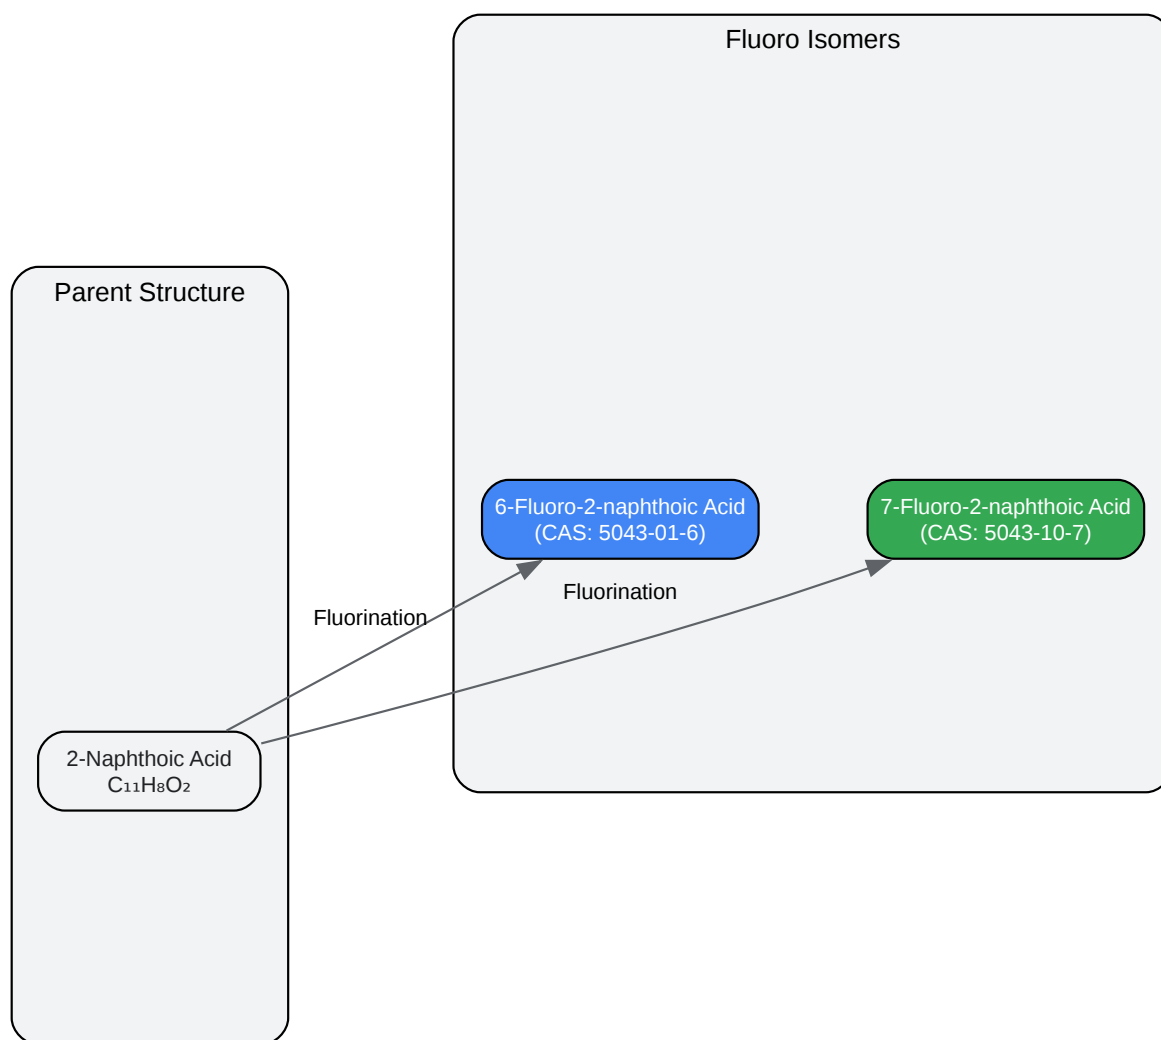 Fluoro Isomers
Parent Structure
6-Fluoro-2-naphthoic Acid
(CAS: 5043-01-6)
7-Fluoro-2-naphthoic Acid
(CAS: 5043-10-7)
Fluorination
Fluorination
2-Naphthoic Acid
C₁₁H₈O₂